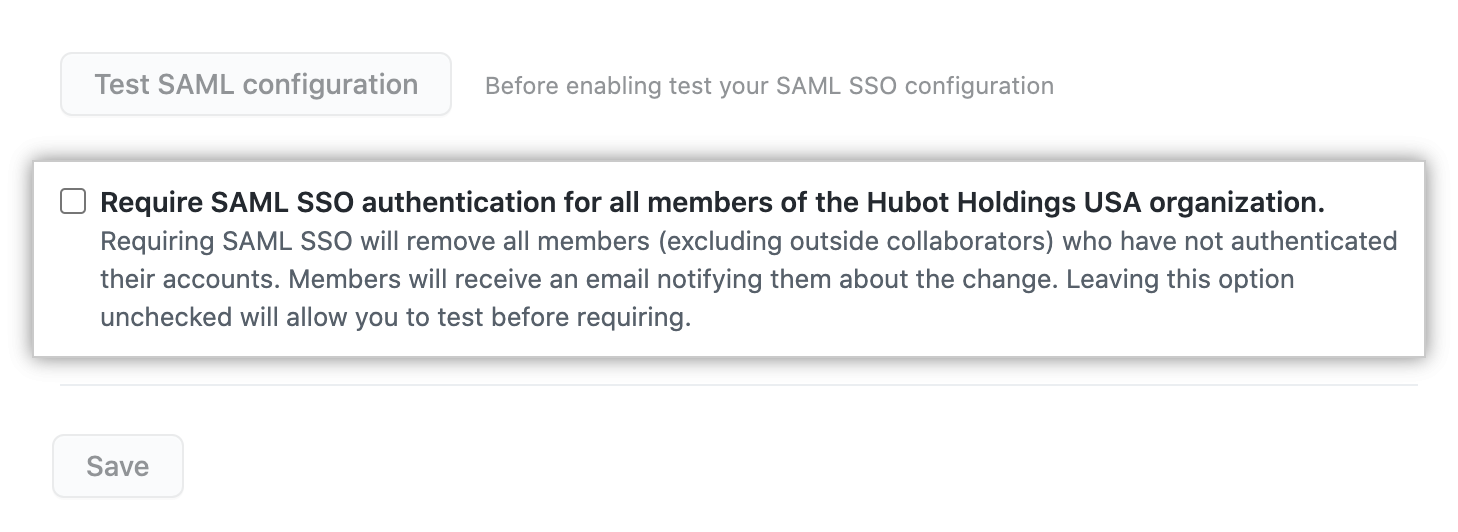 Test SAML configuration Before enabling test your SAML SSO configuration
Require SAML SSO authentication for all members of the Hubot Holdings USA organization.
Requiring SAML SSO will remove all members (excluding outside collaborators) who have not authenticated
their accounts. Members will receive an email notifying them about the change. Leaving this option
unchecked will allow you to test before requiring.
Save